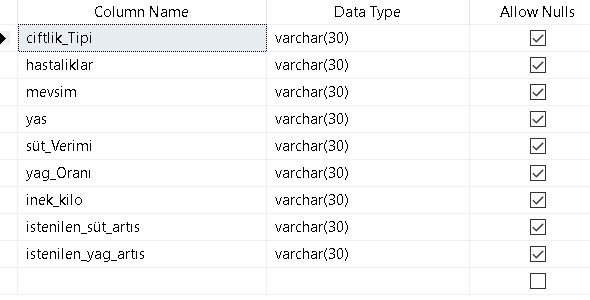 Column Name Data Type Allow Nulls
ciftlik_Tipi varchar(30)
hastaliklar varchar(30)
mevsim varchar(30)
yas varchar(30)
süt_Verimi varchar(30)
yag_Oranı varchar(30)
inek_kilo varchar(30)
istenilen_süt_artıs varchar(30)
istenilen_yag_artıs varchar(30)